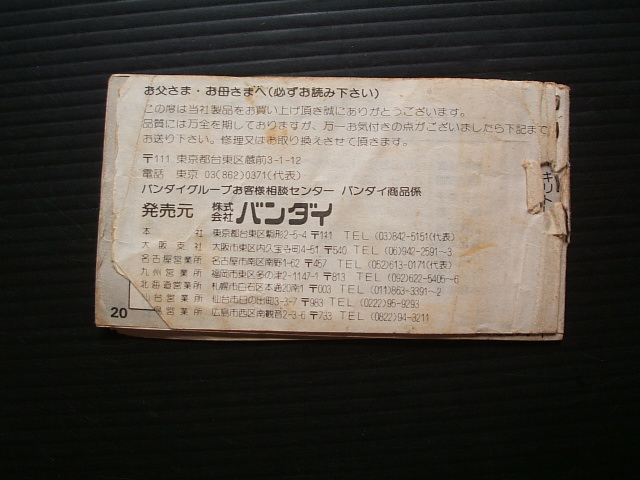 お父さま・お母さまへ(必ずお読み下さい)
この度は当社製品をお買い上げ頂き誠にありがとうございます。
品質には万全を期しておりますが、万一お気付きの点がございましたら下記まで
お送り下さい。修理又はお取り換えさせて頂きます。
〒111 東京都台東区蔵前3-1-12
電話 東京 03(862)0371(代表)
バンダイグループお客様相談センター バンダイ商品係
発売元 株式会社 バンダイ
本 社 東京都台東区駒形2-5-4 〒111 TEL (03)842-5151(代表)
大阪支社 大阪市東区内久宝寺町4-51 〒540 TEL (06)942-2591~3
名古屋営業所 名古屋市南区南野1-62 〒457 TEL (052)613-0171(代表)
九州営業所 福岡市東区多の津2-1147-1 〒813 TEL (092)622-5405~6
北海道営業所 札幌市白石区本通20南1 〒003 TEL (011)863-3391~2
仙台営業所 仙台市日の出町3-3-7 〒983 TEL (0222)95-9293
島営業所 広島市西区南観音2-3-6 〒733 TEL (0822)94-3211
20
キリト